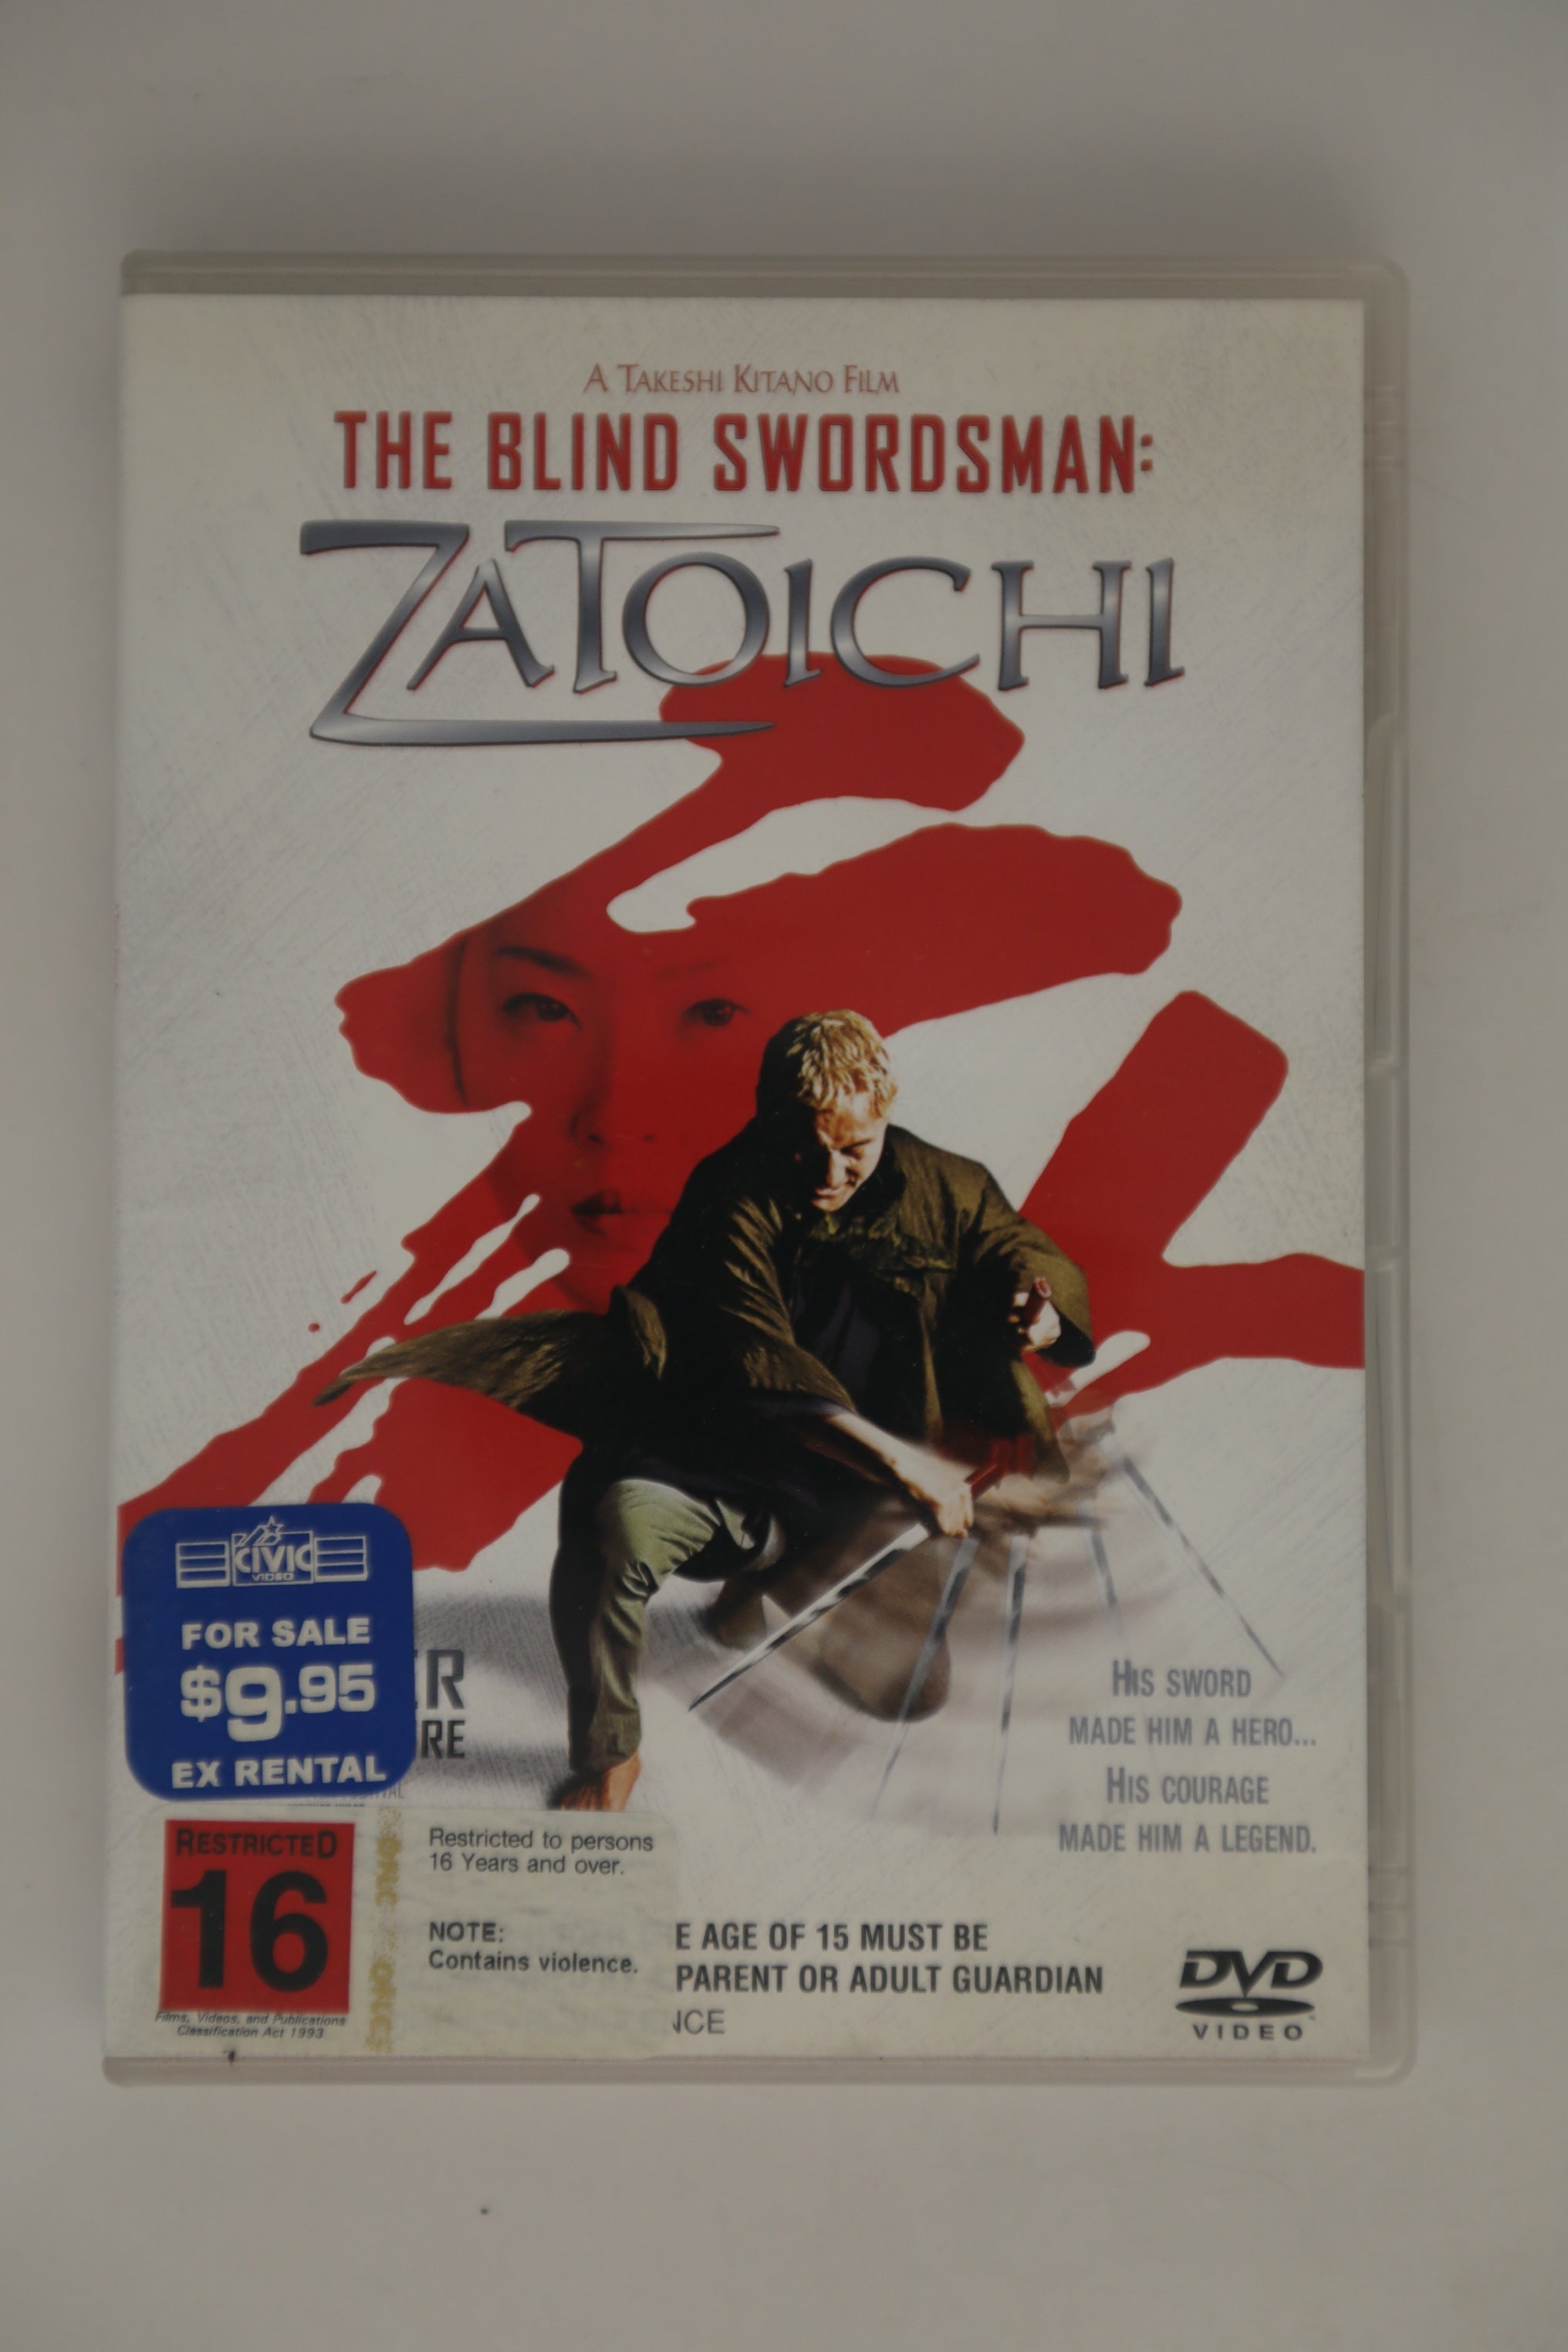 A TAKESHI KITANO FILM
THE BLIND SWORDSMAN:
ZATOICHI
CIVIC
VIDEO
FOR SALE
$9.95
EX RENTAL
ER
RE
HIS SWORD
MADE HIM A HERO...
HIS COURAGE
MADE HIM A LEGEND.
RESTRICTED
16
Films, Videos, and Publications
Classification Act 1993
Restricted to persons
16 Years and over.
NOTE:
Contains violence.
E AGE OF 15 MUST BE
PARENT OR ADULT GUARDIAN
NCE
DVD
VIDEO